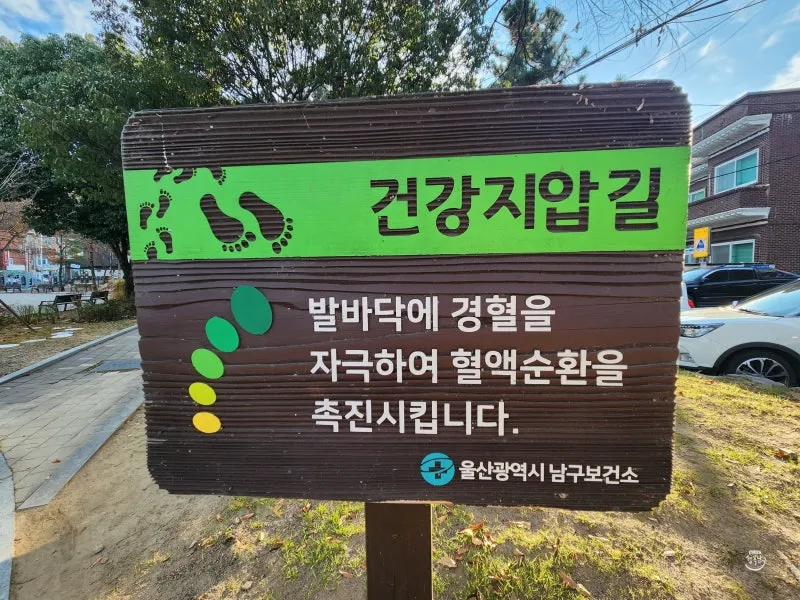 건강지압길
발바닥에 경혈을
자극하여 혈액순환을
촉진시킵니다.
울산광역시 남구보건소